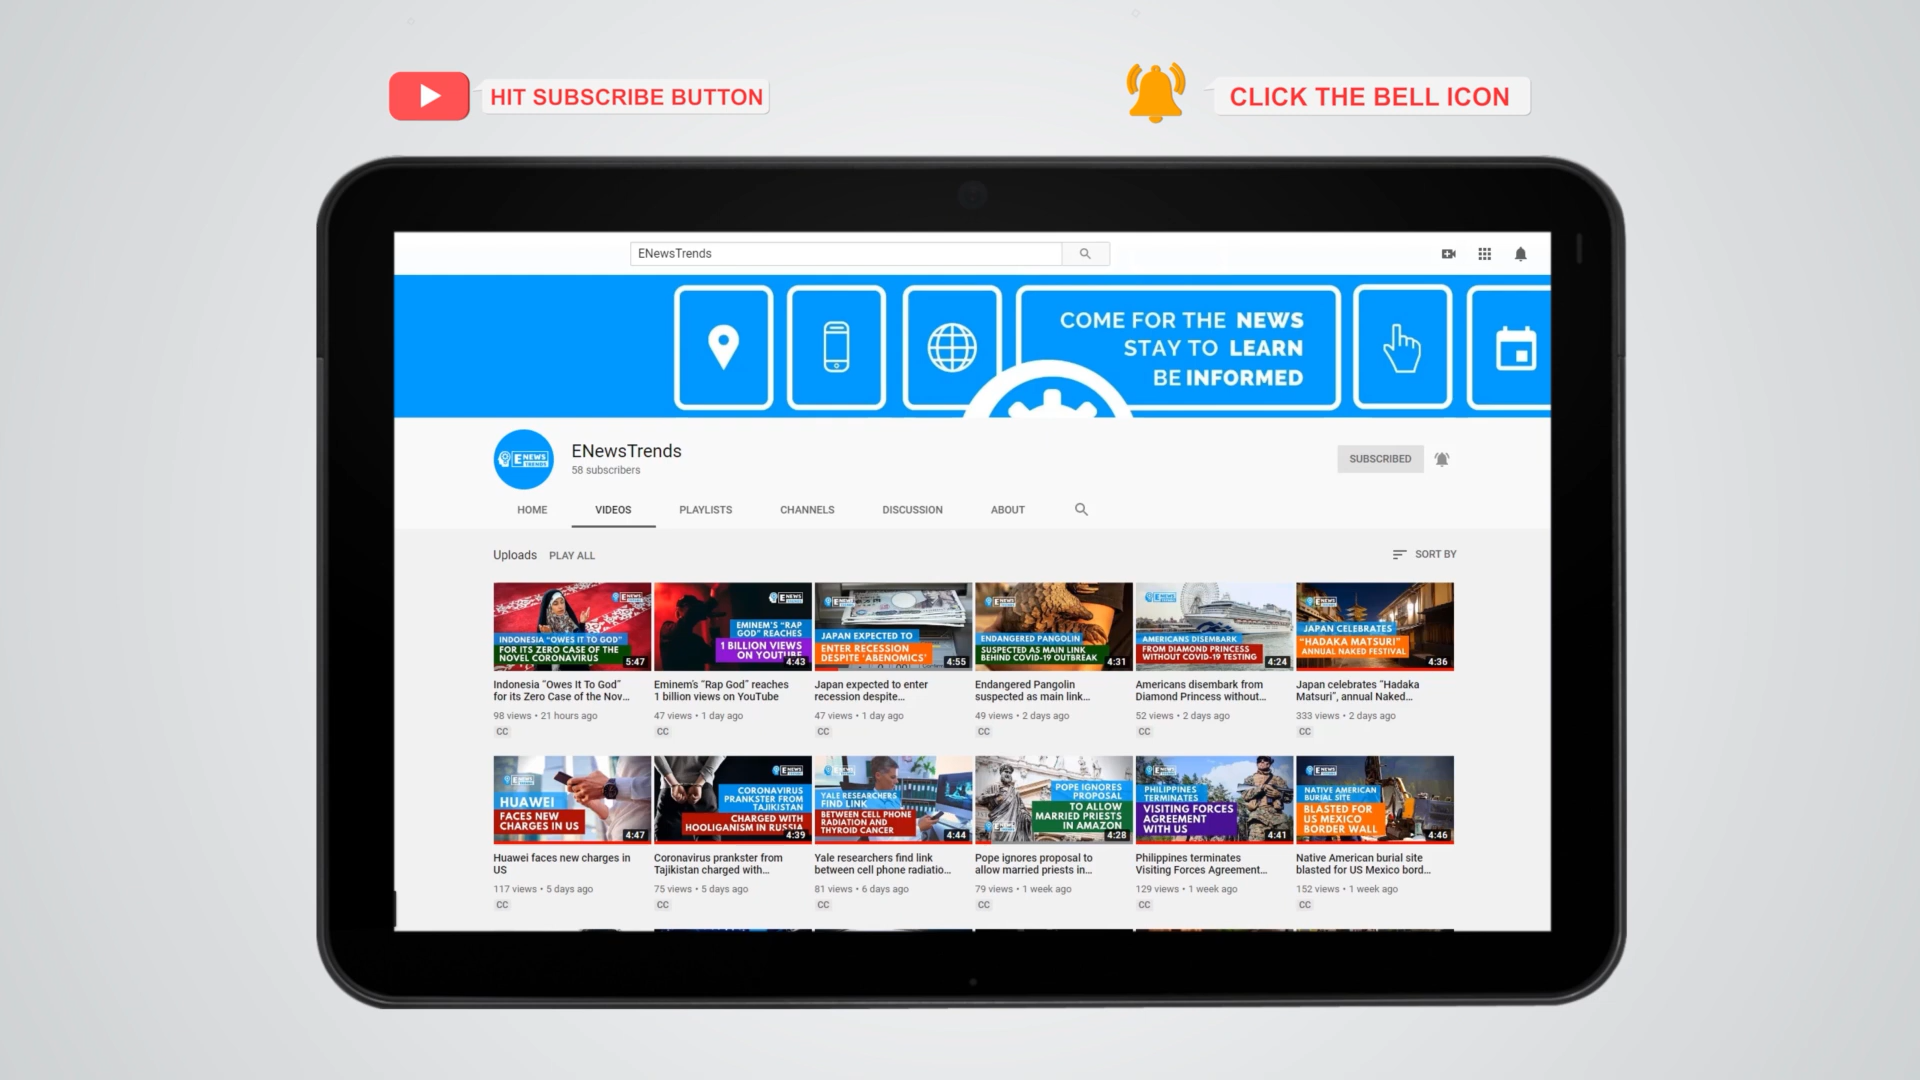 HIT SUBSCRIBE BUTTON
CLICK THE BELL ICON
ENewsTrends
COME FOR THE NEWS
STAY TO LEARN
BE INFORMED
E NEWS
TRENDS
ENewsTrends
58 subscribers
SUBSCRIBED
HOME VIDEOS PLAYLISTS CHANNELS DISCUSSION ABOUT
Uploads PLAY ALL
SORT BY
INDONESIA "OWES IT TO GOD"
FOR ITS ZERO CASE OF THE
NOVEL CORONAVIRUS
5:47
EMINEM'S "RAP
GOD" REACHES
1 BILLION VIEWS
ON YOUTUBE
4:43
JAPAN EXPECTED TO
ENTER RECESSION
DESPITE 'ABENOMICS'
4:55
ENDANGERED PANGOLIN
SUSPECTED AS MAIN LINK
BEHIND COVID-19 OUTBREAK
4:31
AMERICANS DISEMBARK
FROM DIAMOND PRINCESS
WITHOUT COVID-19 TESTING
4:24
JAPAN CELEBRATES
"HADAKA MATSURI"
ANNUAL NAKED FESTIVAL
4:36
Indonesia "Owes It To God"
for its Zero Case of the Nov...
98 views • 21 hours ago
CC
Eminem's "Rap God" reaches
1 billion views on YouTube
47 views • 1 day ago
CC
Japan expected to enter
recession despite...
47 views • 1 day ago
CC
Endangered Pangolin
suspected as main link...
49 views • 2 days ago
CC
Americans disembark from
Diamond Princess without...
52 views • 2 days ago
CC
Japan celebrates "Hadaka
Matsuri", annual Naked...
333 views • 2 days ago
CC
HUAWEI
FACES NEW
CHARGES IN US
4:47
CORONAVIRUS
PRANKSTER FROM
TAJIKISTAN
CHARGED WITH
HOOLIGANISM IN RUSSIA
4:39
YALE RESEARCHERS
FIND LINK
BETWEEN CELL PHONE
RADIATION AND
THYROID CANCER
4:44
POPE IGNORES
PROPOSAL
TO ALLOW
MARRIED PRIESTS
IN AMAZON
4:28
PHILIPPINES
TERMINATES
VISITING FORCES
AGREEMENT
WITH US
4:41
NATIVE AMERICAN
BURIAL SITE
BLASTED FOR
US MEXICO
BORDER WALL
4:46
Huawei faces new charges in
US
117 views • 5 days ago
CC
Coronavirus prankster from
Tajikistan charged with...
75 views • 5 days ago
CC
Yale researchers find link
between cell phone radiatio...
81 views • 6 days ago
CC
Pope ignores proposal to
allow married priests in...
79 views • 1 week ago
CC
Philippines terminates
Visiting Forces Agreement...
129 views • 1 week ago
CC
Native American burial site
blasted for US Mexico bord...
152 views • 1 week ago
CC